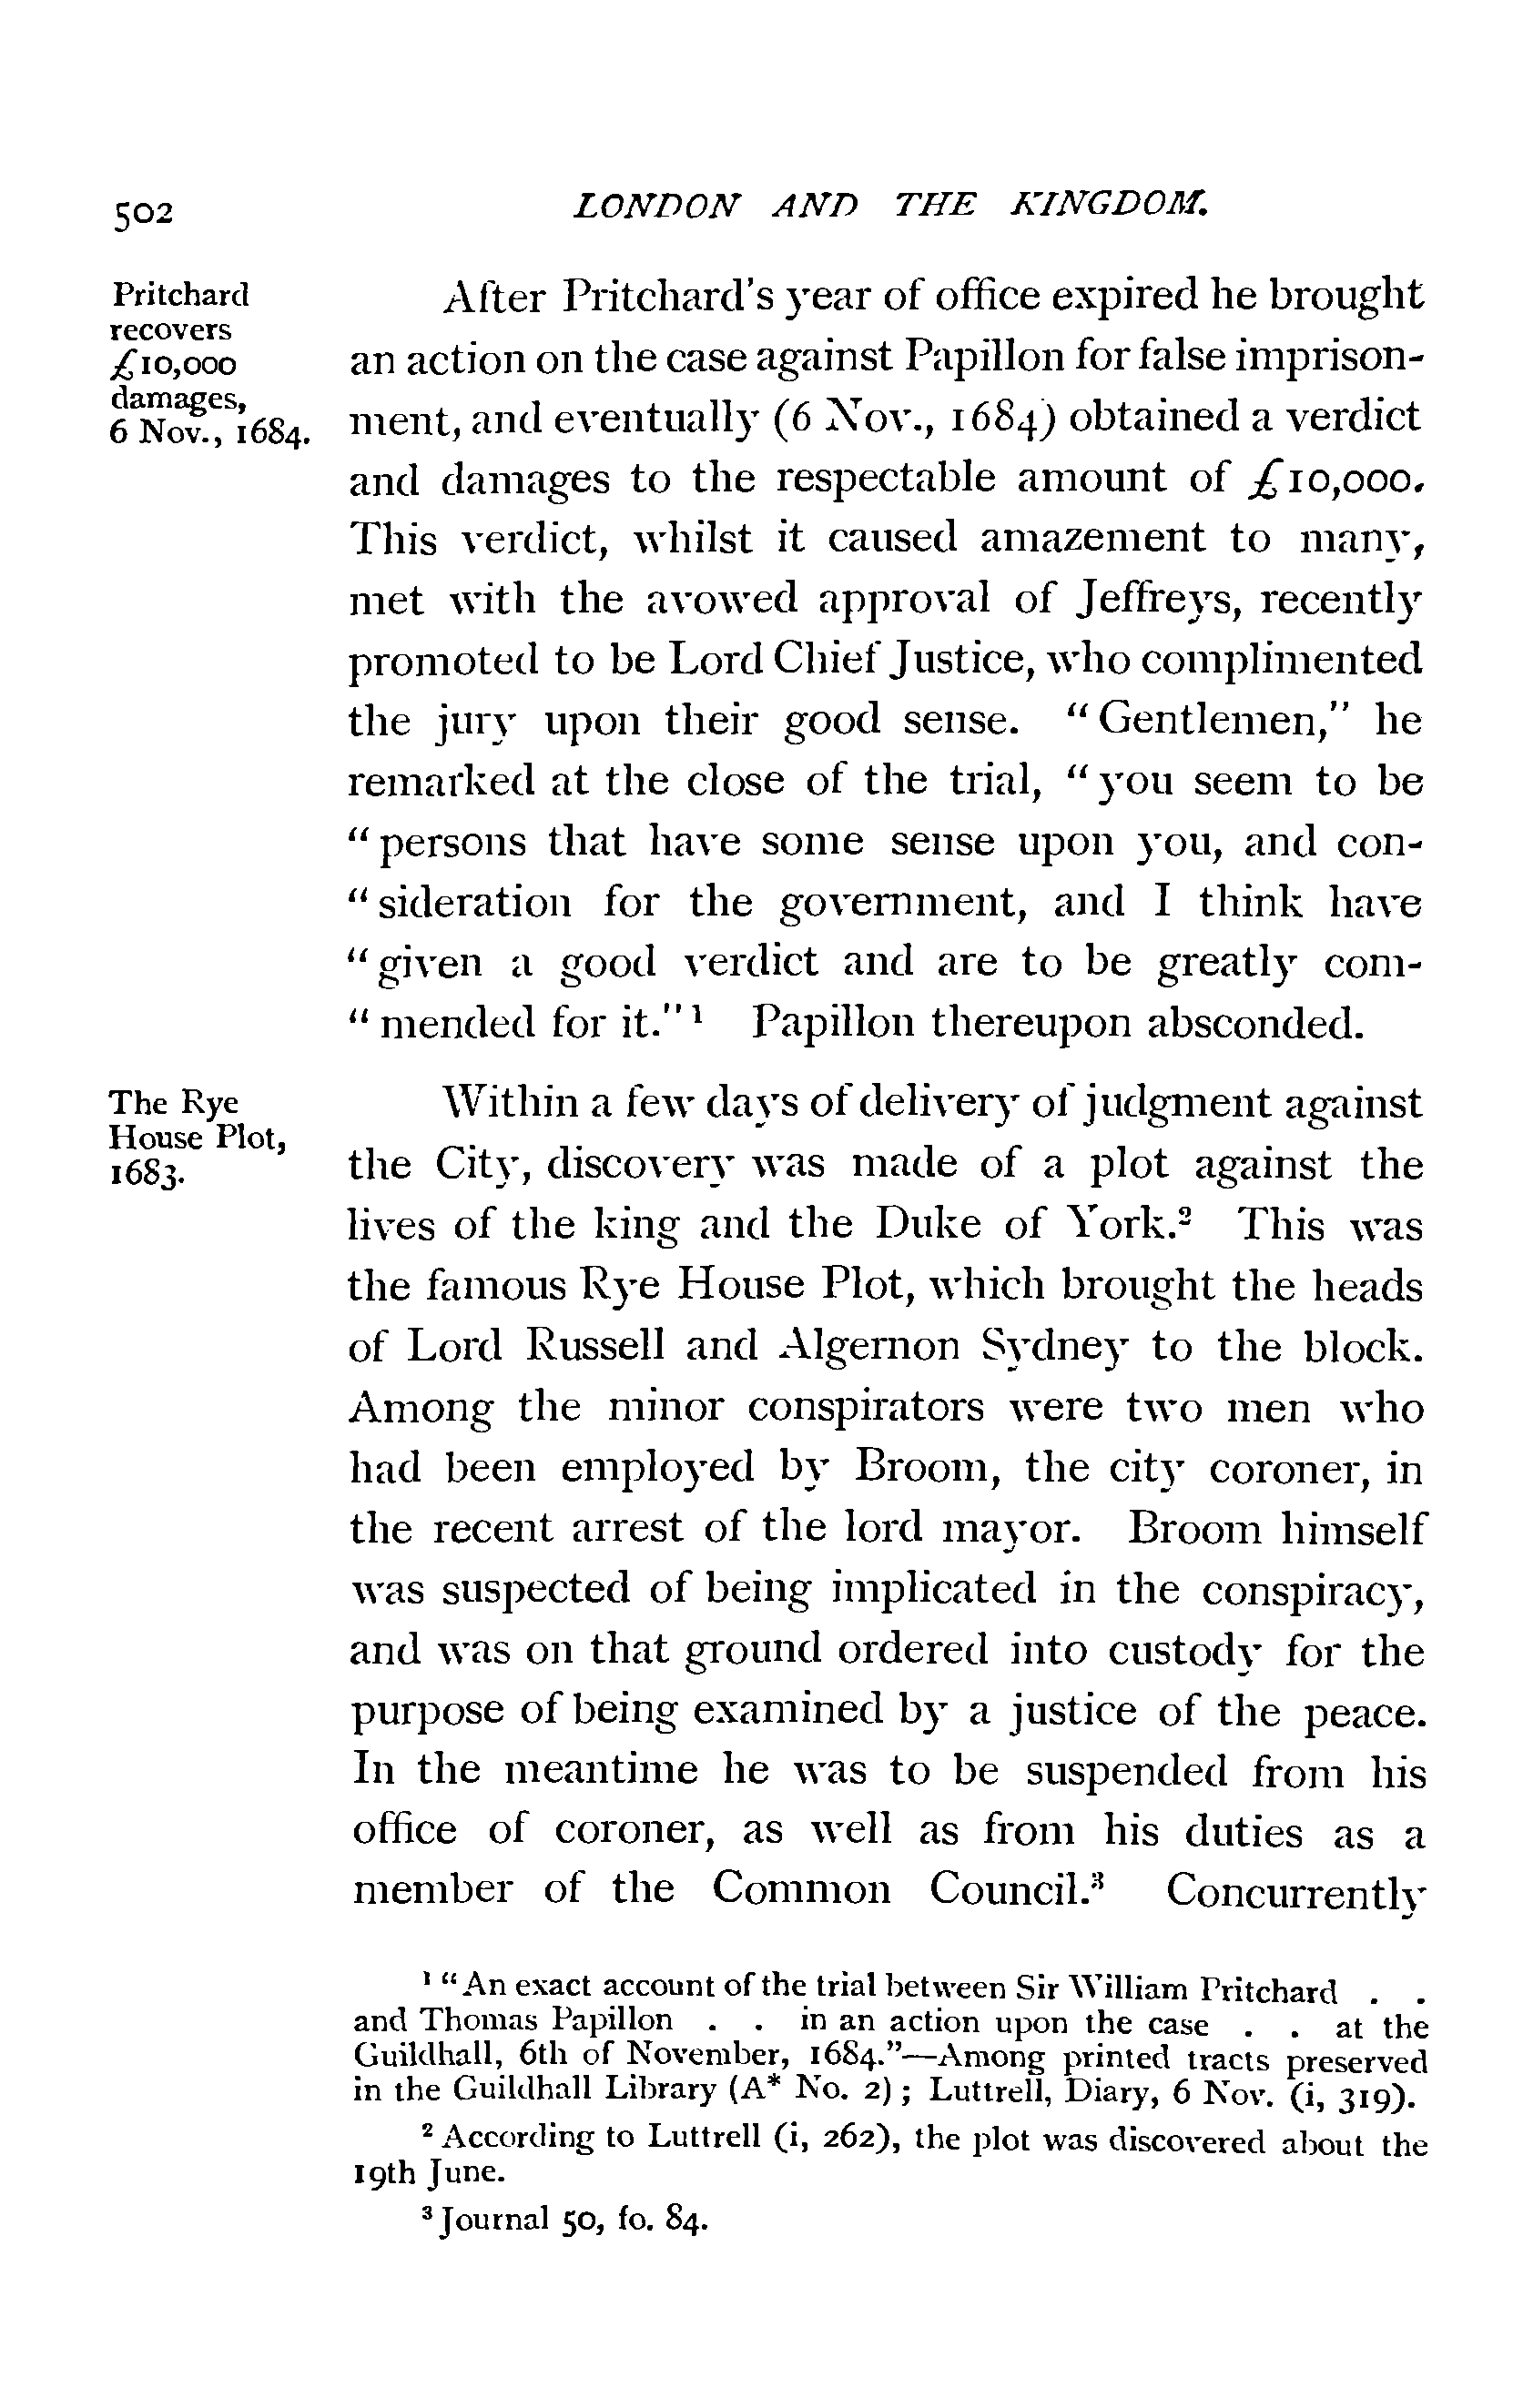 502
LONDON AND THE KINGDOM.
Pritchard
recovers
£10,000
damages,
6 Nov., 1684.
After Pritchard's year of office expired he brought
an action on the case against Papillon for false imprison-
ment, and eventually (6 Nov., 1684) obtained a verdict
and damages to the respectable amount of £10,000.
This verdict, whilst it caused amazement to many,
met with the avowed approval of Jeffreys, recently
promoted to be Lord Chief Justice, who complimented
the jury upon their good sense. "Gentlemen," he
remarked at the close of the trial, "you seem to be
"persons that have some sense upon you, and con-
"sideration for the government, and I think have
"given a good verdict and are to be greatly com-
"mended for it."¹ Papillon thereupon absconded.
The Rye
House Plot,
1683.
Within a few days of delivery of judgment against
the City, discovery was made of a plot against the
lives of the king and the Duke of York.² This was
the famous Rye House Plot, which brought the heads
of Lord Russell and Algernon Sydney to the block.
Among the minor conspirators were two men who
had been employed by Broom, the city coroner, in
the recent arrest of the lord mayor. Broom himself
was suspected of being implicated in the conspiracy,
and was on that ground ordered into custody for the
purpose of being examined by a justice of the peace.
In the meantime he was to be suspended from his
office of coroner, as well as from his duties as a
member of the Common Council.³ Concurrently
¹ "An exact account of the trial between Sir William Pritchard . .
and Thomas Papillon . . in an action upon the case . . at the
Guildhall, 6th of November, 1684."—Among printed tracts preserved
in the Guildhall Library (A* No. 2); Luttrell, Diary, 6 Nov. (i, 319).
² According to Luttrell (i, 262), the plot was discovered about the
19th June.
³ Journal 50, fo. 84.